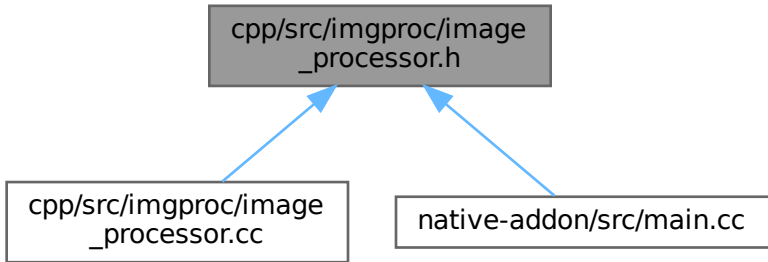 cpp/src/imgproc/image
_processor.h
cpp/src/imgproc/image
_processor.cc
native-addon/src/main.cc